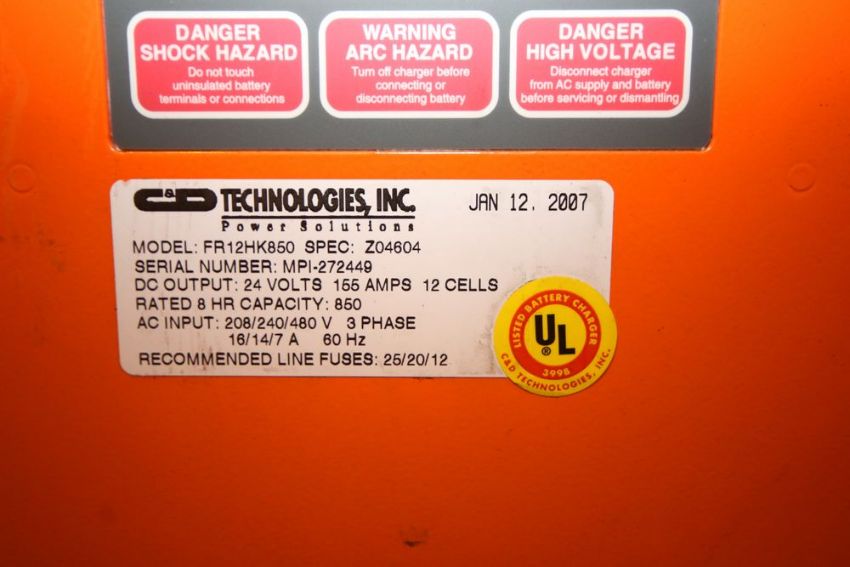 DANGER
SHOCK HAZARD
Do not touch
uninsulated battery
terminals or connections
WARNING
ARC HAZARD
Turn off charger before
connecting or
disconnecting battery
DANGER
HIGH VOLTAGE
Disconnect charger
from AC supply and battery
before servicing or dismantling
C&D TECHNOLOGIES, INC. JAN 12. 2007
Power Solutions
MODEL: FR12HK850 SPEC: Z04604
SERIAL NUMBER: MPI-272449
DC OUTPUT: 24 VOLTS 155 AMPS 12 CELLS
RATED 8 HR CAPACITY: 850
AC INPUT: 208/240/480 V 3 PHASE
16/14/7 A 60 Hz
RECOMMENDED LINE FUSES: 25/20/12
LISTED BATTERY CHARGER
UL®
399B
C&D TECHNOLOGIES, INC.